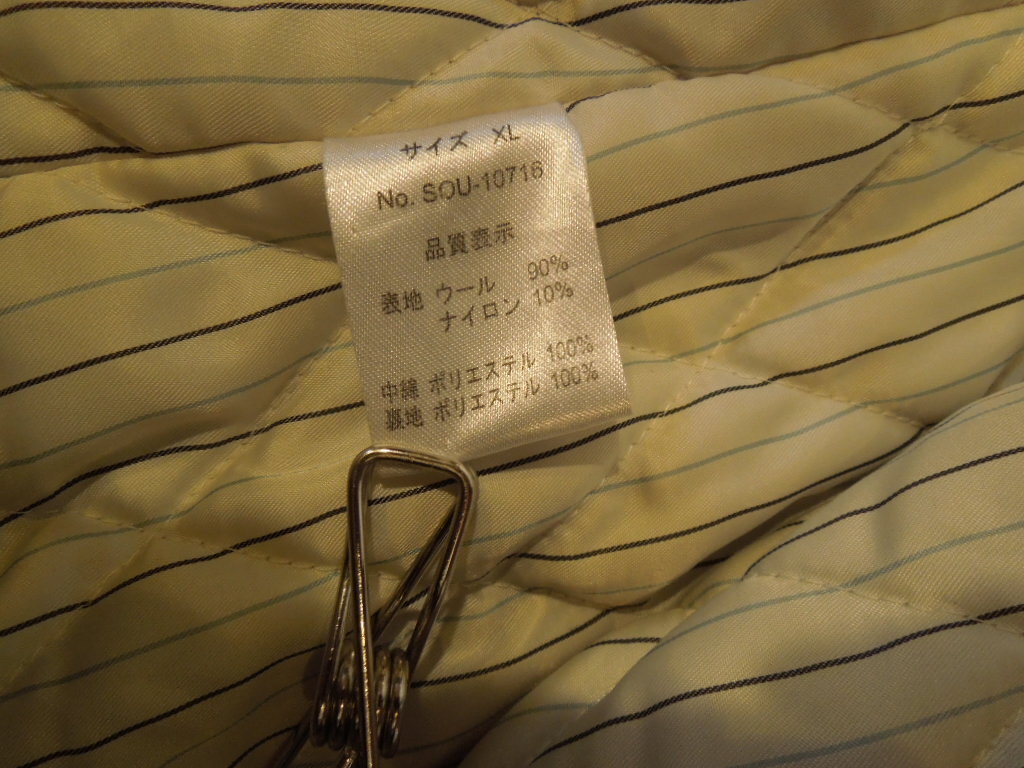 サイズ XL
No. SOU-10716
品質表示
表地 ウール 90%
ナイロン 10%
中綿 ポリエステル 100%
裏地 ポリエステル 100%